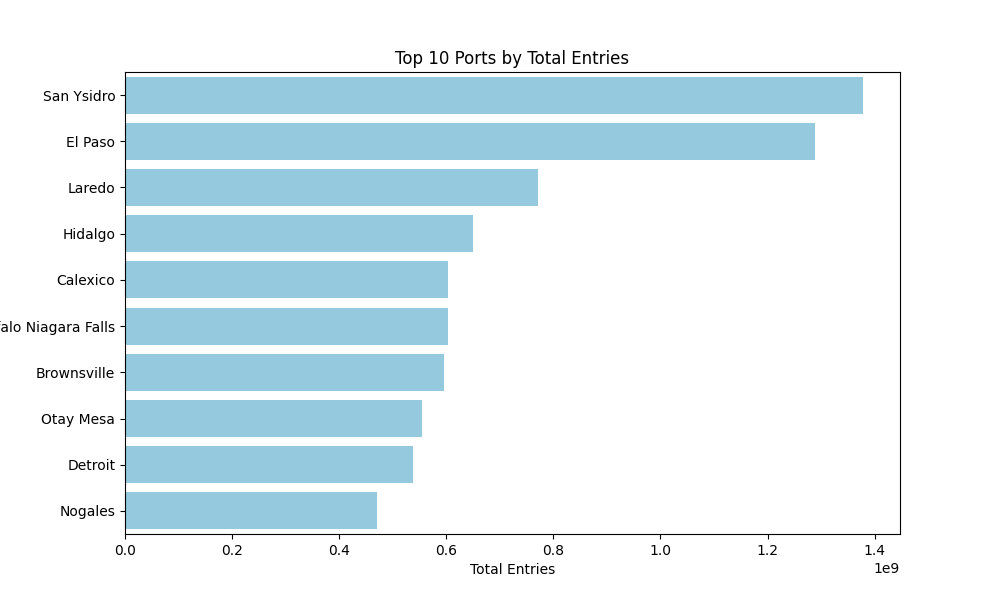 Top 10 Ports by Total Entries
San Ysidro
El Paso
Laredo
Hidalgo
Calexico
falo Niagara Falls
Brownsville
Otay Mesa
Detroit
Nogales
0.0 0.2 0.4 0.6 0.8 1.0 1.2 1.4
1e9
Total Entries